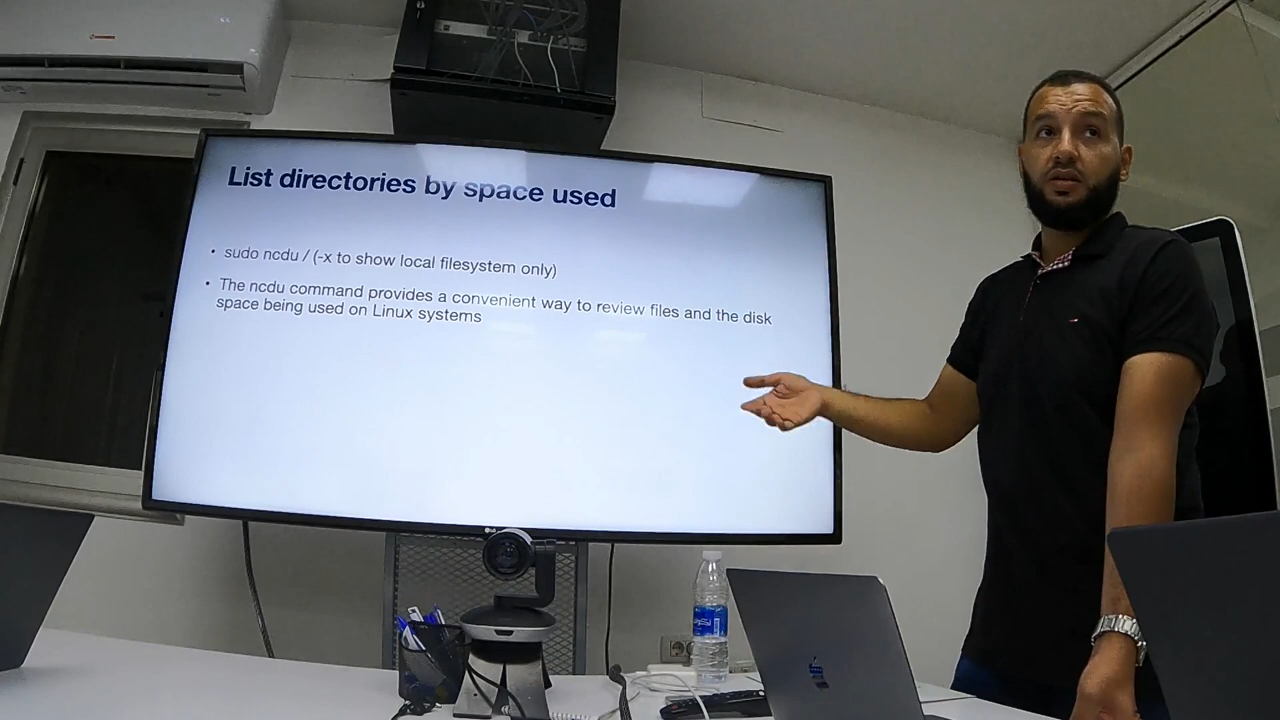 List directories by space used
• sudo ncdu / (-x to show local filesystem only)
• The ncdu command provides a convenient way to review files and the disk
space being used on Linux systems
LG